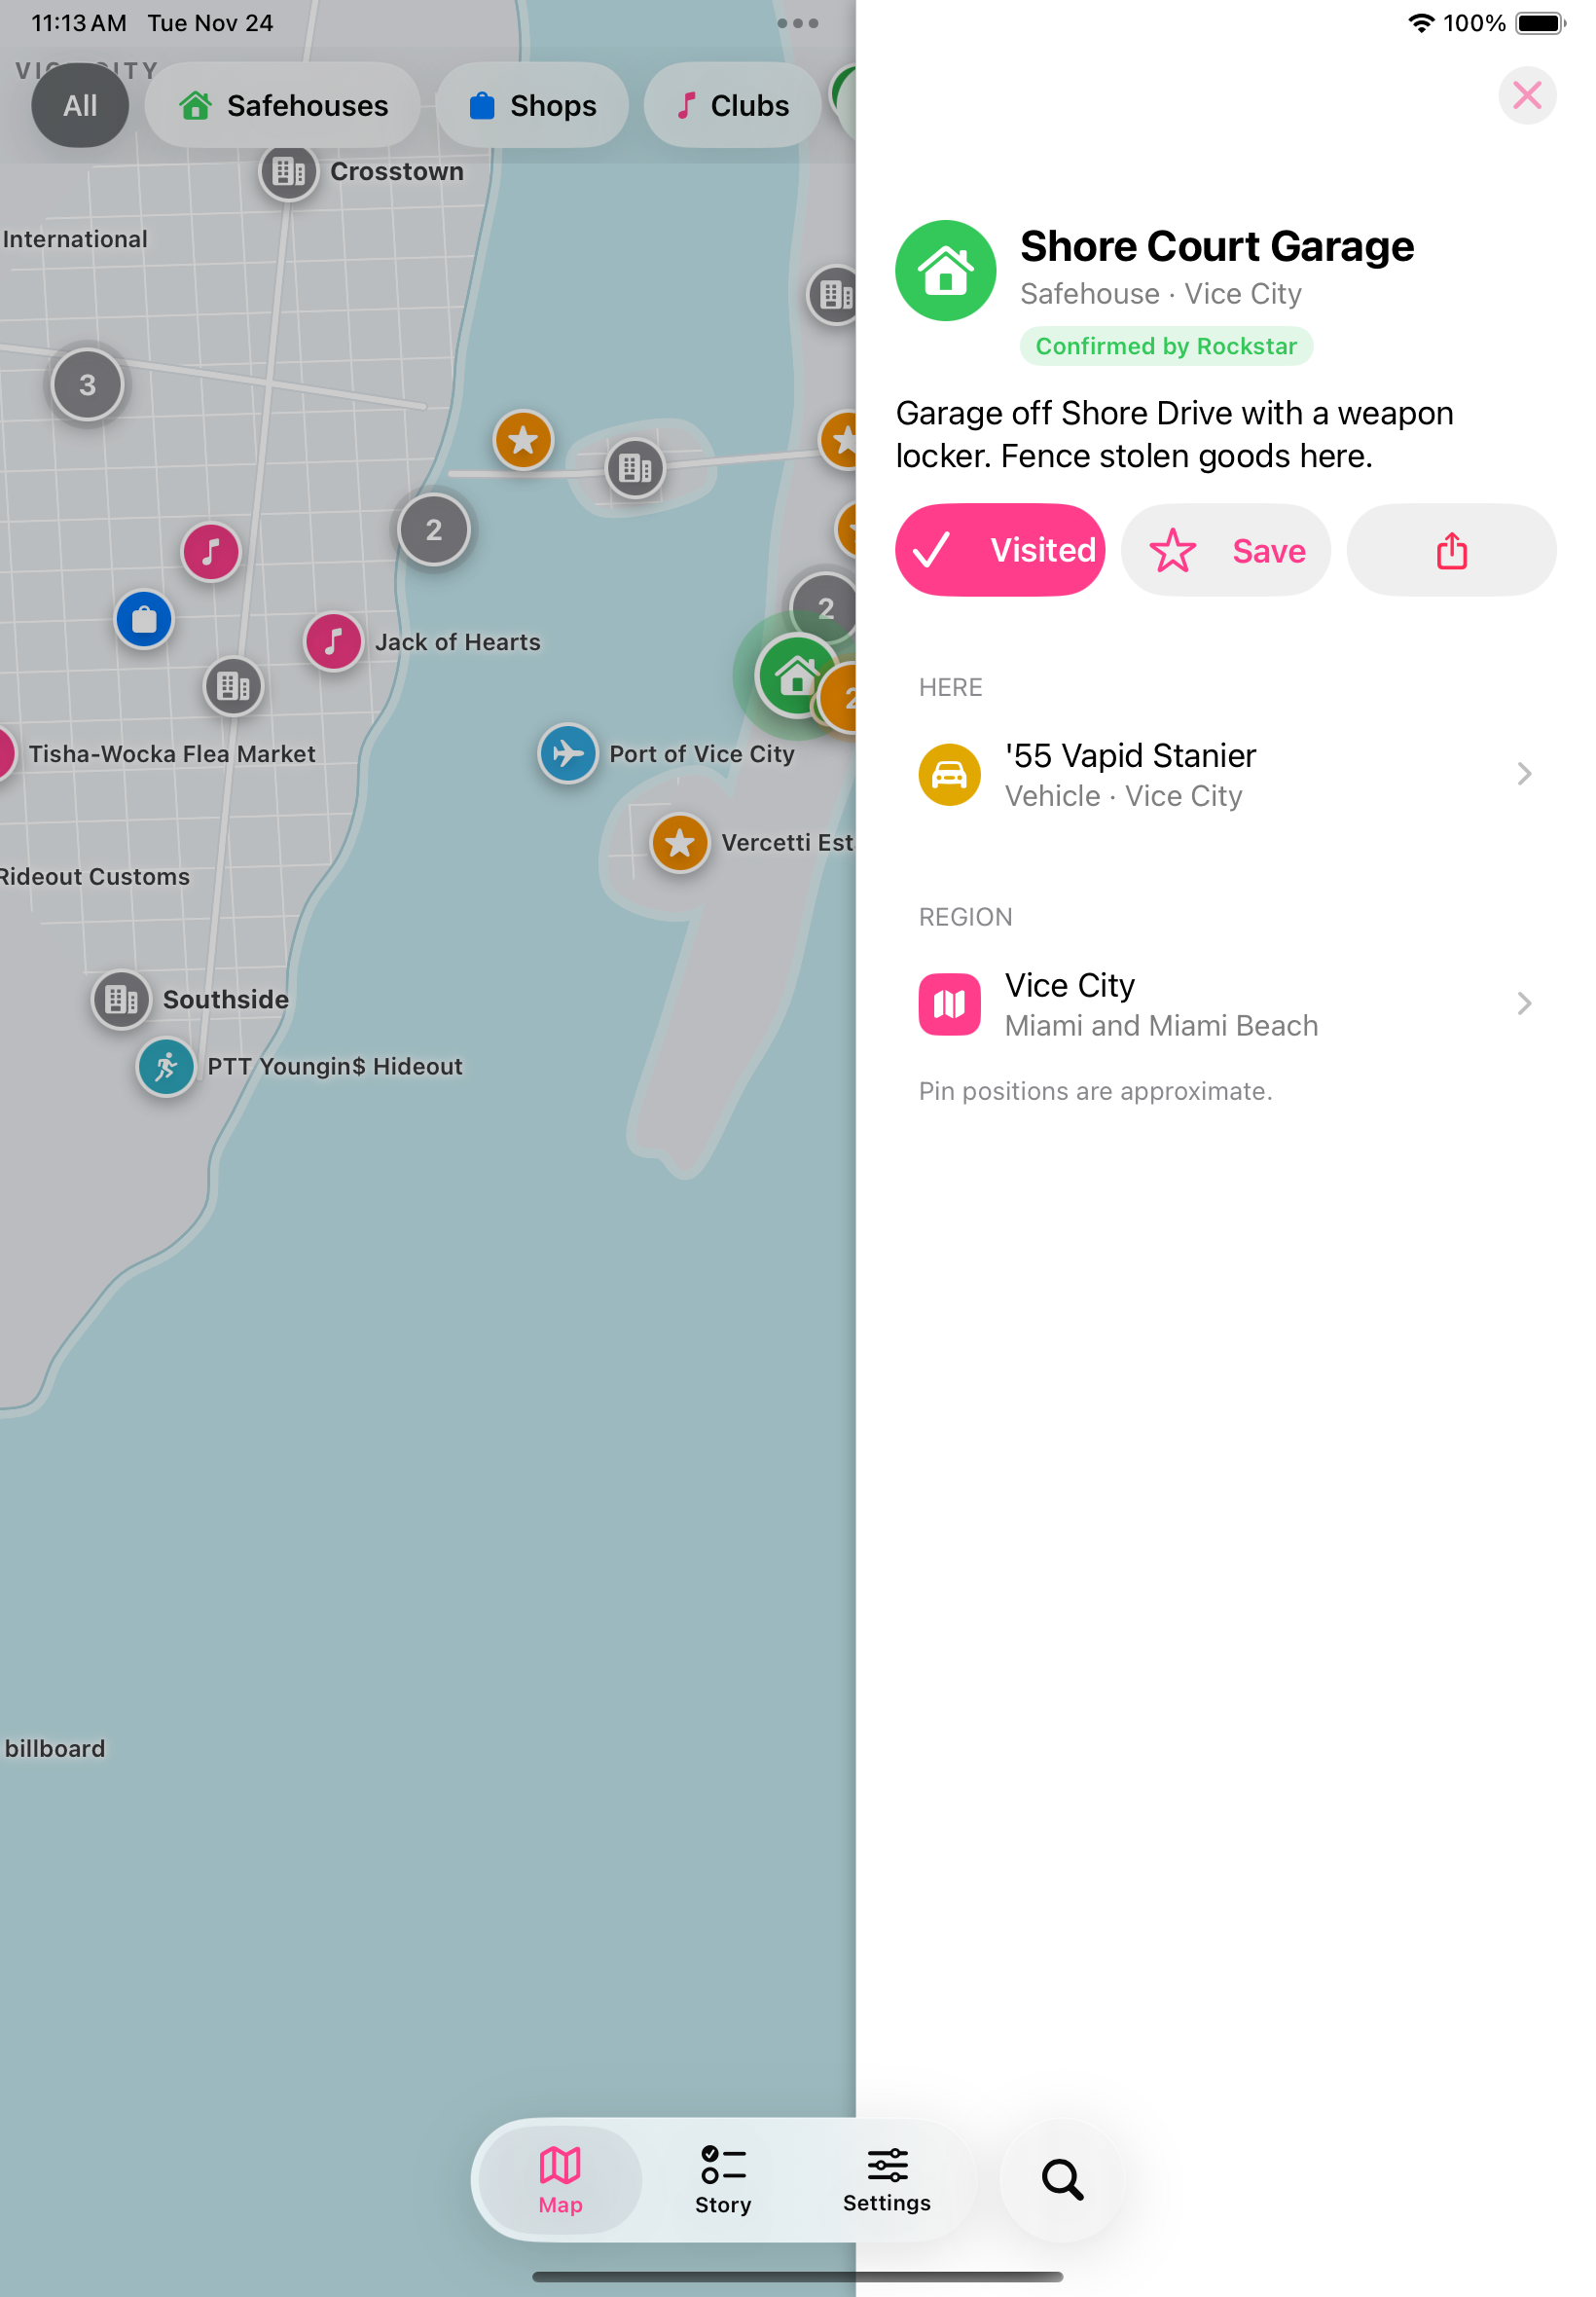 11:13 AM Tue Nov 24
100%
VICE CITY
All
Safehouses
Shops
Clubs
Crosstown
International
3
2
2
Jack of Hearts
2
Tisha-Wocka Flea Market
Port of Vice City
Vercetti Est
Rideout Customs
Southside
PTT Youngin$ Hideout
billboard
Shore Court Garage
Safehouse · Vice City
Confirmed by Rockstar
Garage off Shore Drive with a weapon
locker. Fence stolen goods here.
Visited
Save
HERE
'55 Vapid Stanier
Vehicle · Vice City
REGION
Vice City
Miami and Miami Beach
Pin positions are approximate.
Map
Story
Settings